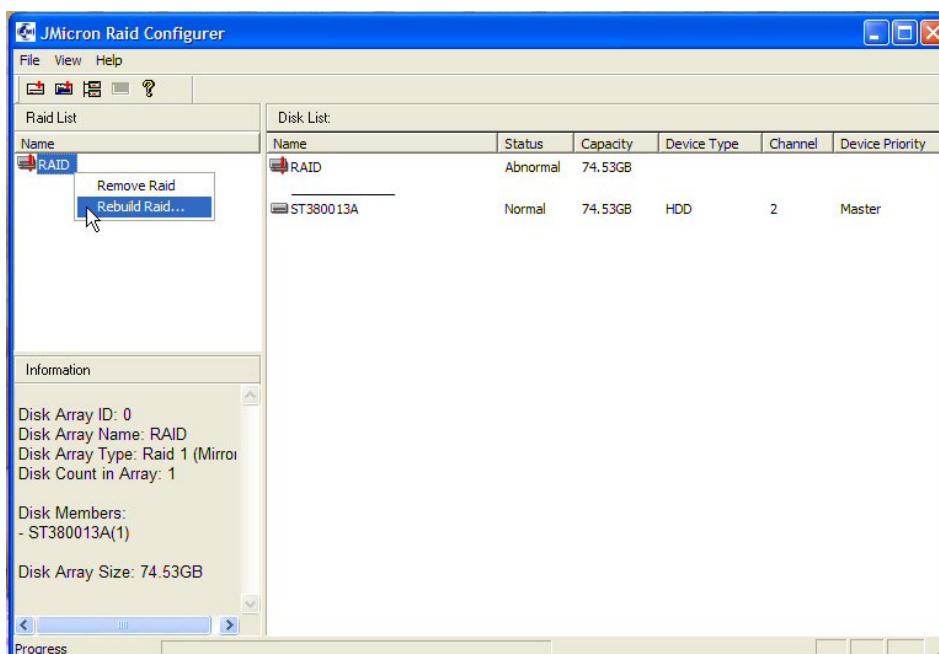 JMicron Raid Configurer
File View Help
Raid List
Name
RAID
Remove Raid
Rebuild Raid...
Disk List:
Name Status Capacity Device Type Channel Device Priority
RAID Abnormal 74.53GB
ST380013A Normal 74.53GB HDD 2 Master
Information
Disk Array ID: 0
Disk Array Name: RAID
Disk Array Type: Raid 1 (Mirror
Disk Count in Array: 1
Disk Members:
- ST380013A(1)
Disk Array Size: 74.53GB
Progress